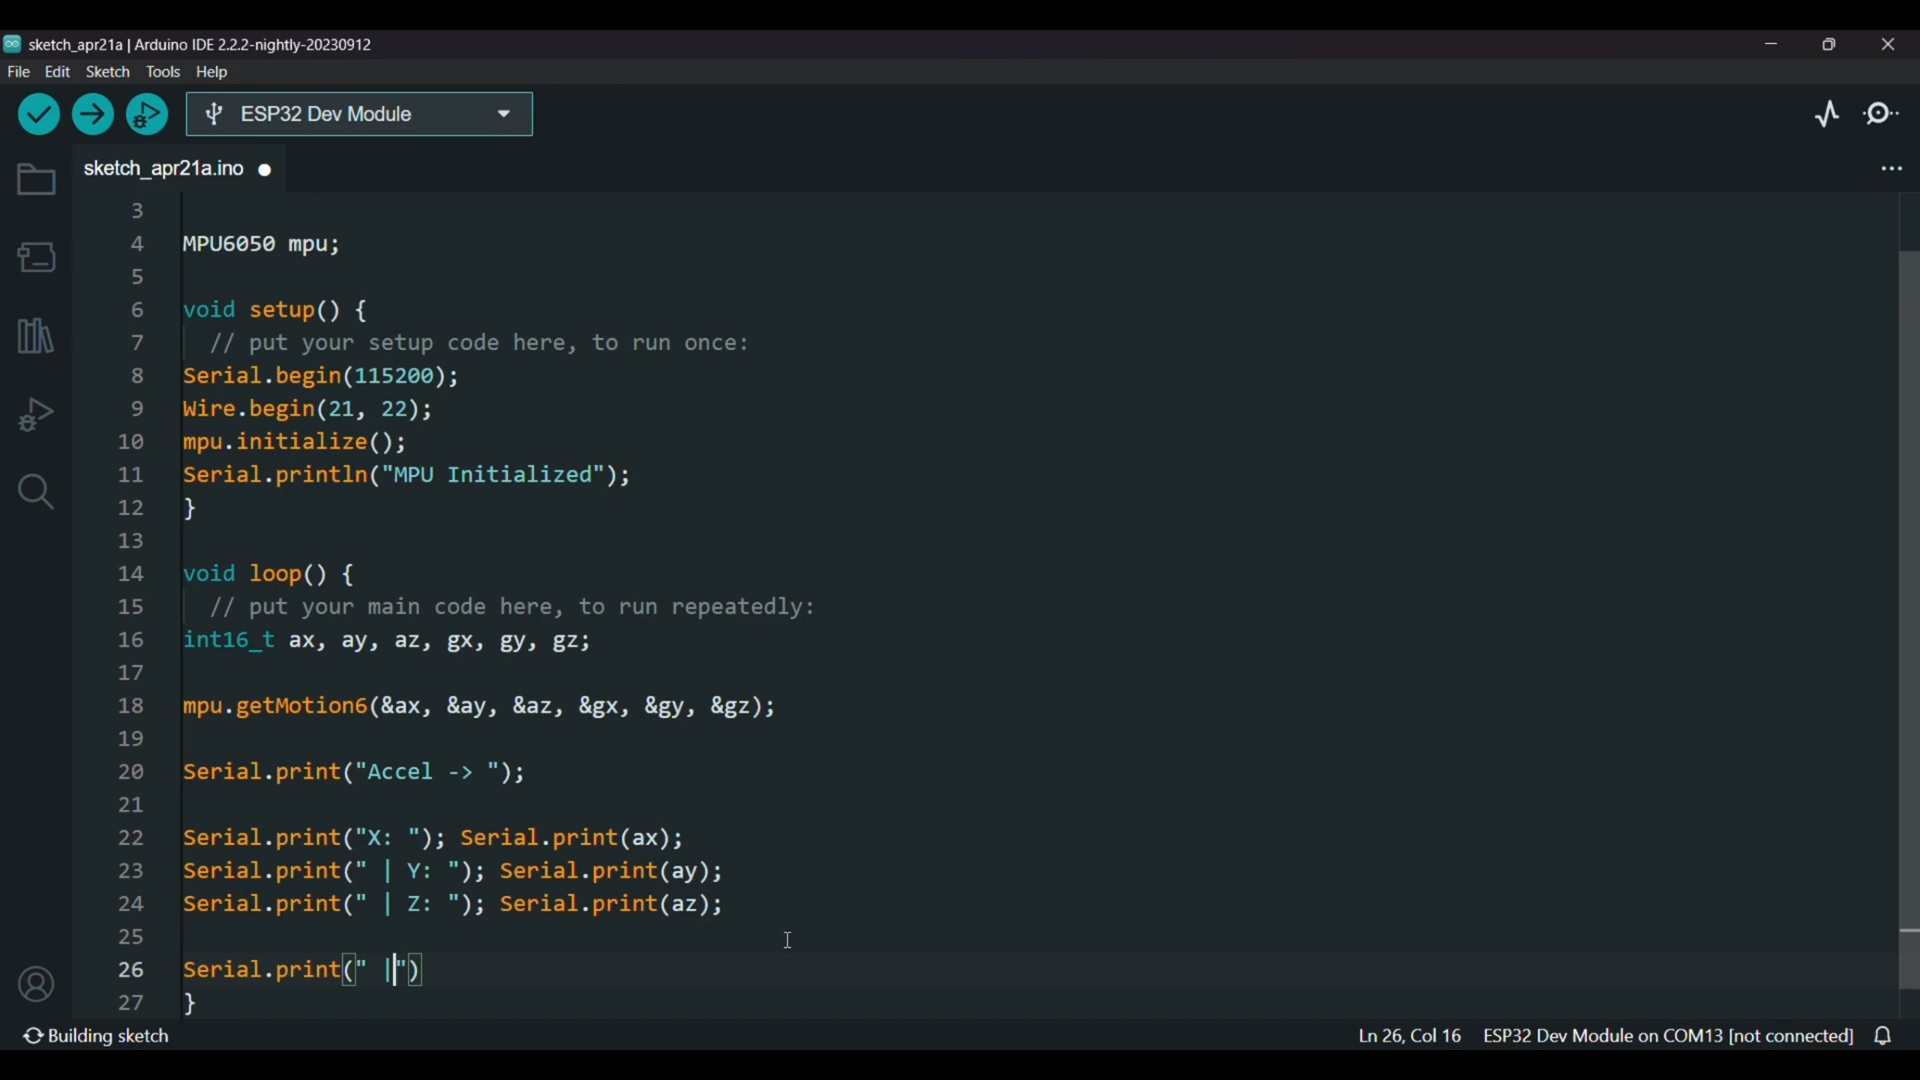 sketch_apr21a | Arduino IDE 2.2.2-nightly-20230912
File Edit Sketch Tools Help
ESP32 Dev Module
sketch_apr21a.ino
3
4 MPU6050 mpu;
5
6 void setup() {
7 // put your setup code here, to run once:
8 Serial.begin(115200);
9 Wire.begin(21, 22);
10 mpu.initialize();
11 Serial.println("MPU Initialized");
12 }
13
14 void loop() {
15 // put your main code here, to run repeatedly:
16 int16_t ax, ay, az, gx, gy, gz;
17
18 mpu.getMotion6(&ax, &ay, &az, &gx, &gy, &gz);
19
20 Serial.print("Accel -> ");
21
22 Serial.print("X: "); Serial.print(ax);
23 Serial.print(" | Y: "); Serial.print(ay);
24 Serial.print(" | Z: "); Serial.print(az);
25
26 Serial.print(" |")
27 }
Building sketch Ln 26, Col 16 ESP32 Dev Module on COM13 [not connected]